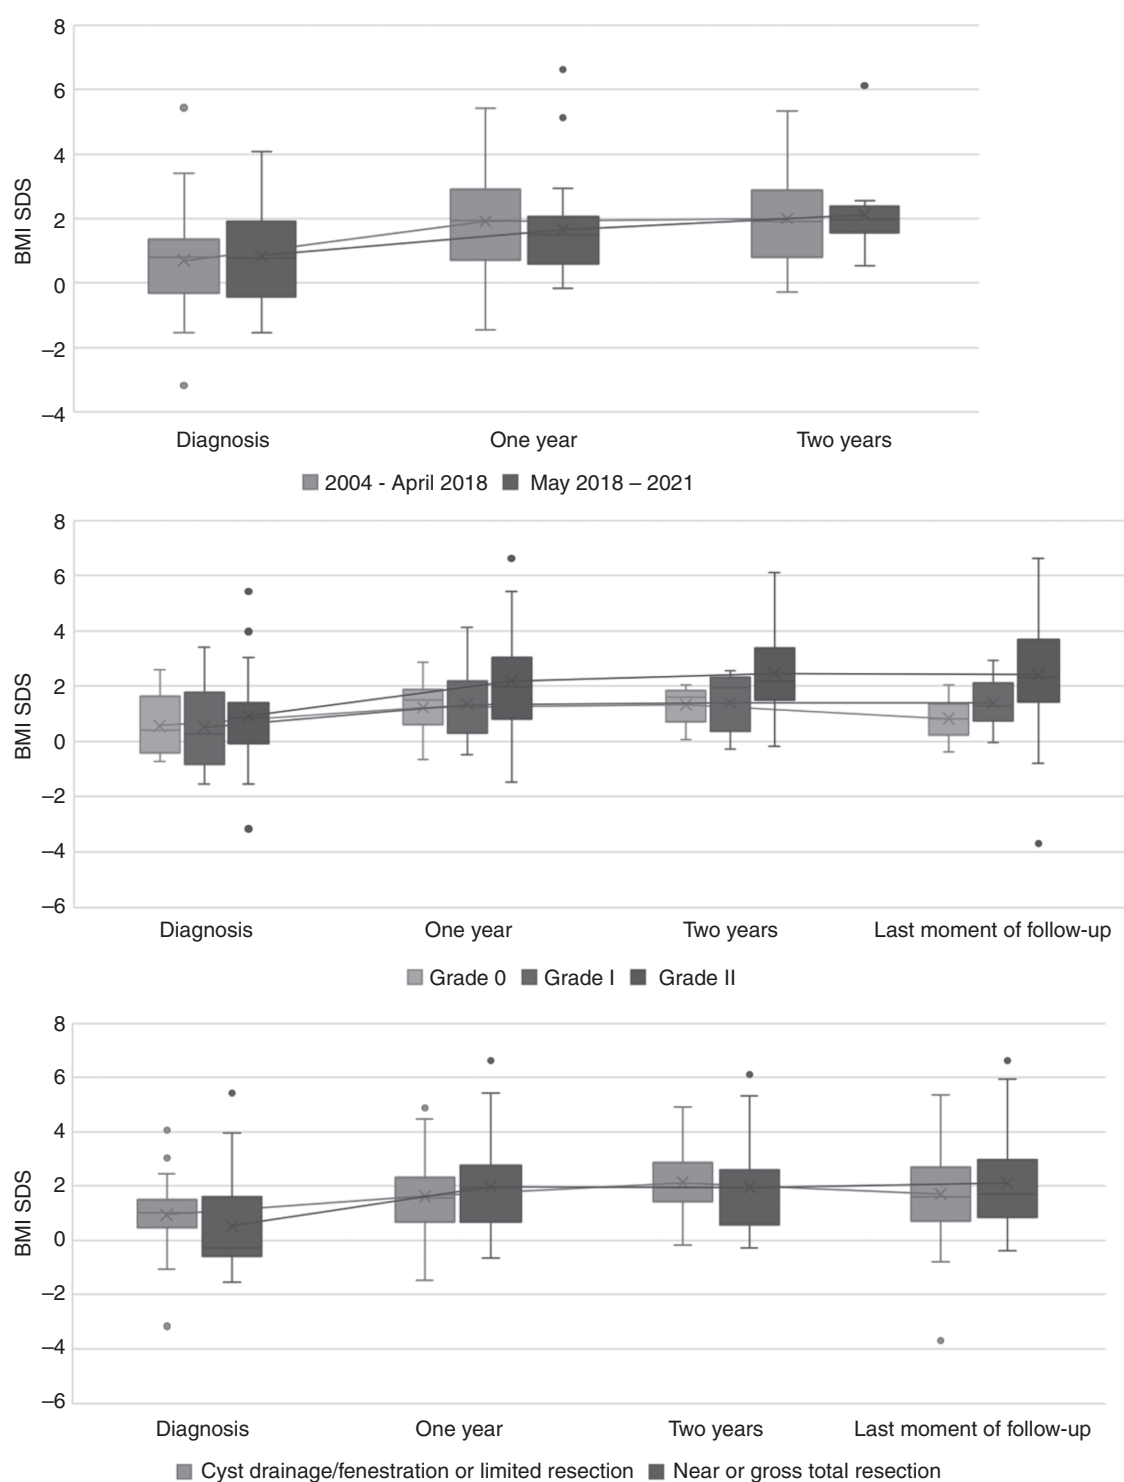 8
6
4
2
0
–2
–4
BMI SDS
Diagnosis One year Two years
2004 - April 2018 May 2018 – 2021
8
6
4
2
0
–2
–4
–6
BMI SDS
Diagnosis One year Two years Last moment of follow-up
Grade 0 Grade I Grade II
8
6
4
2
0
–2
–4
–6
BMI SDS
Diagnosis One year Two years Last moment of follow-up
Cyst drainage/fenestration or limited resection Near or gross total resection